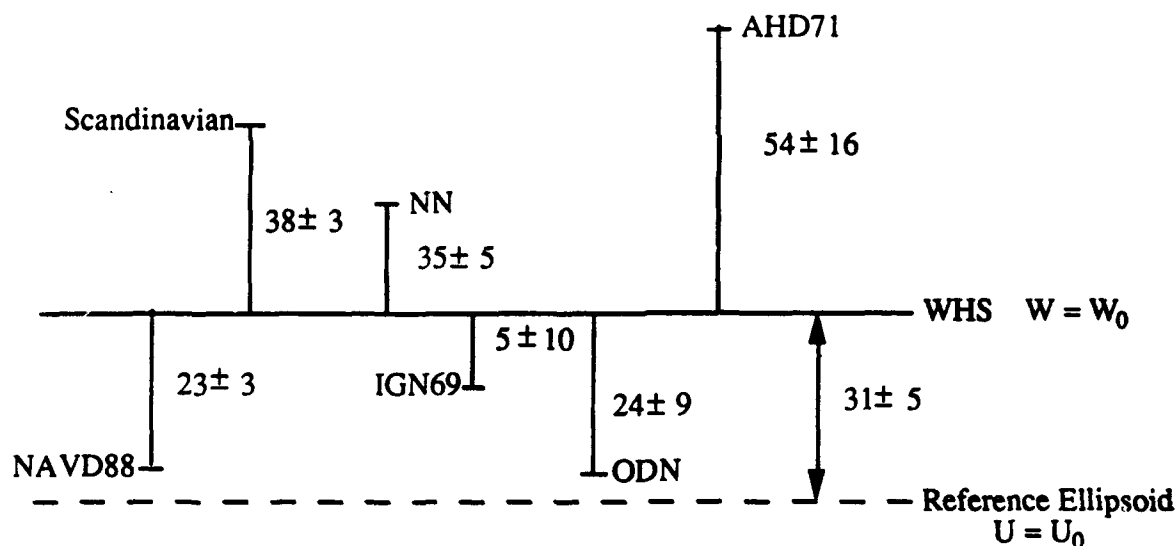 AHD71
Scandinavian
54 ± 16
NN
38 ± 3
35 ± 5
WHS W = W₀
5 ± 10
23 ± 3
IGN69
24 ± 9
31 ± 5
NAVD88
ODN
Reference Ellipsoid
U = U₀